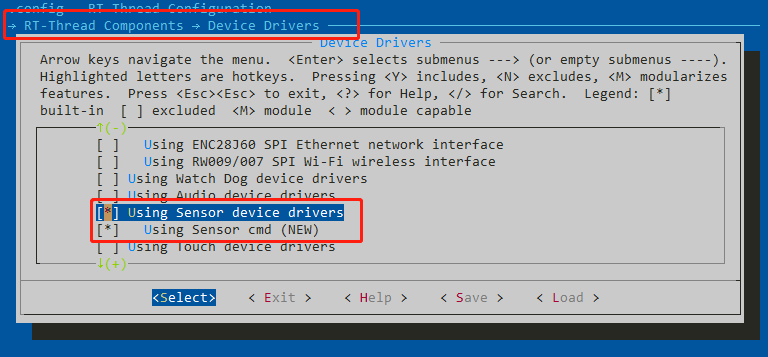 .config - RT-Thread Configuration
→ RT-Thread Components → Device Drivers
Device Drivers
Arrow keys navigate the menu.  <Enter> selects submenus ---> (or empty submenus ----).
Highlighted letters are hotkeys.  Pressing <Y> includes, <N> excludes, <M> modularizes
features.  Press <Esc><Esc> to exit, <?> for Help, </> for Search.  Legend: [*]
built-in  [ ] excluded  <M> module  < > module capable
↑(-)
[ ]   Using ENC28J60 SPI Ethernet network interface
[ ]   Using RW009/007 SPI Wi-Fi wireless interface
[ ] Using Watch Dog device drivers
[ ] Using Audio device drivers
[*] Using Sensor device drivers
[*]   Using Sensor cmd (NEW)
[ ] Using Touch device drivers
↓(+)
<Select>    < Exit >    < Help >    < Save >    < Load >